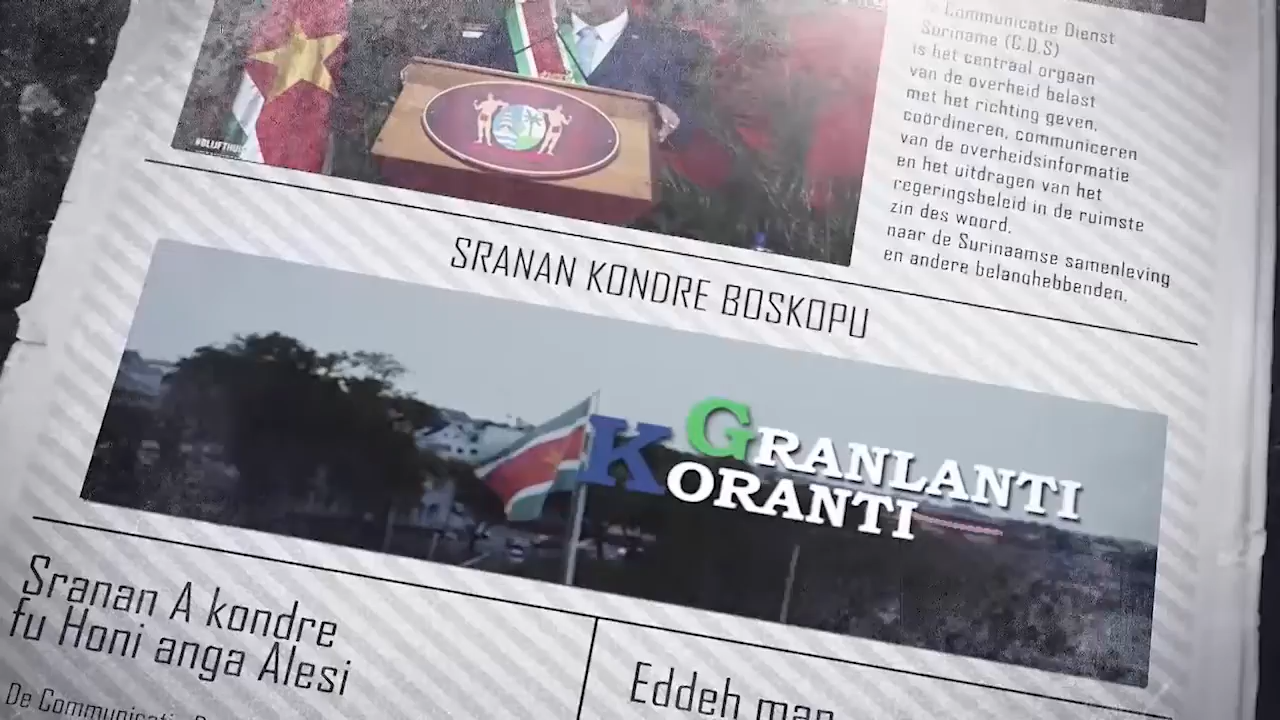 Communicatie Dienst
Suriname (C.D.S)
is het centraal orgaan
van de overheid belast
met het richting geven,
coördineren, communiceren
van de overheidsinformatie
en het uitdragen van het
regeringsbeleid in de ruimste
zin des woord.
naar de Surinaamse samenleving
en andere belanghebbenden.
SRANAN KONDRE BOSKOPU
GRANLANTI
KORANTI
Sranan A kondre
fu Honi anga Alesi
Eddeh man
De